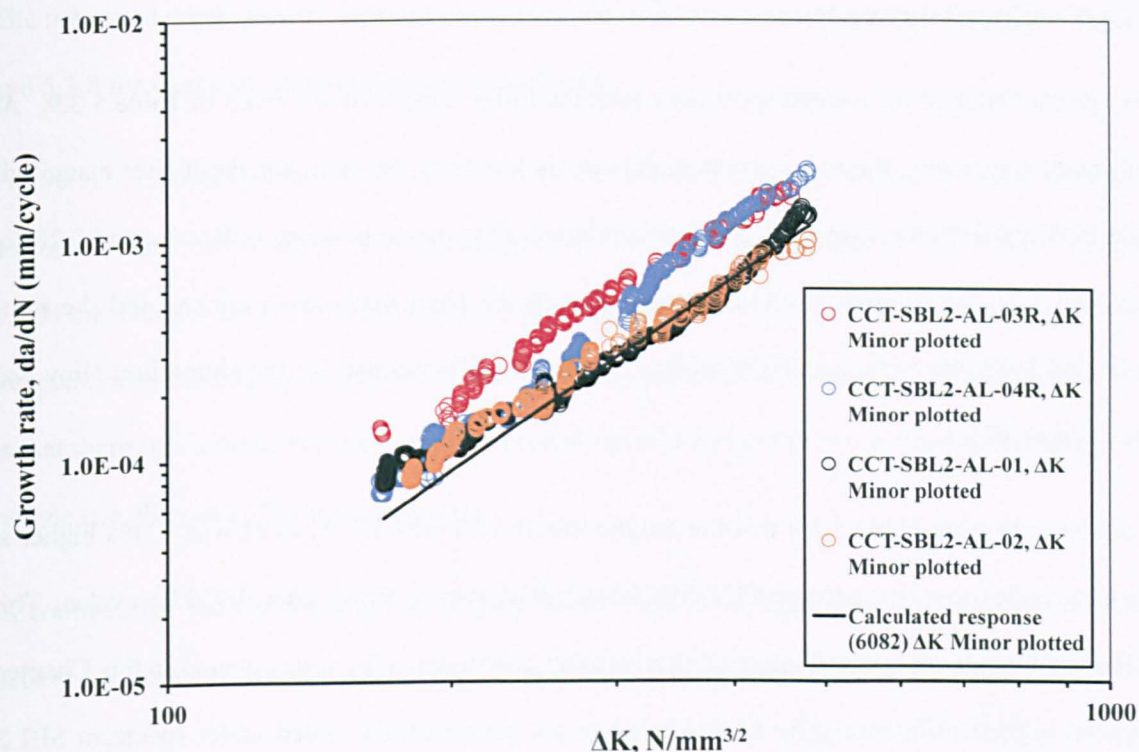 1.0E-02
1.0E-03
1.0E-04
1.0E-05
Growth rate da/dN (mm/cycle)
100
1000
ΔK, N/mm3/2
CCT-SBL2-AL-03R, ΔK
Minor plotted
CCT-SBL2-AL-04R, ΔK
Minor plotted
CCT-SBL2-AL-01, ΔK
Minor plotted
CCT-SBL2-AL-02, ΔK
Minor plotted
Calculated response
(6082) ΔK Minor plotted